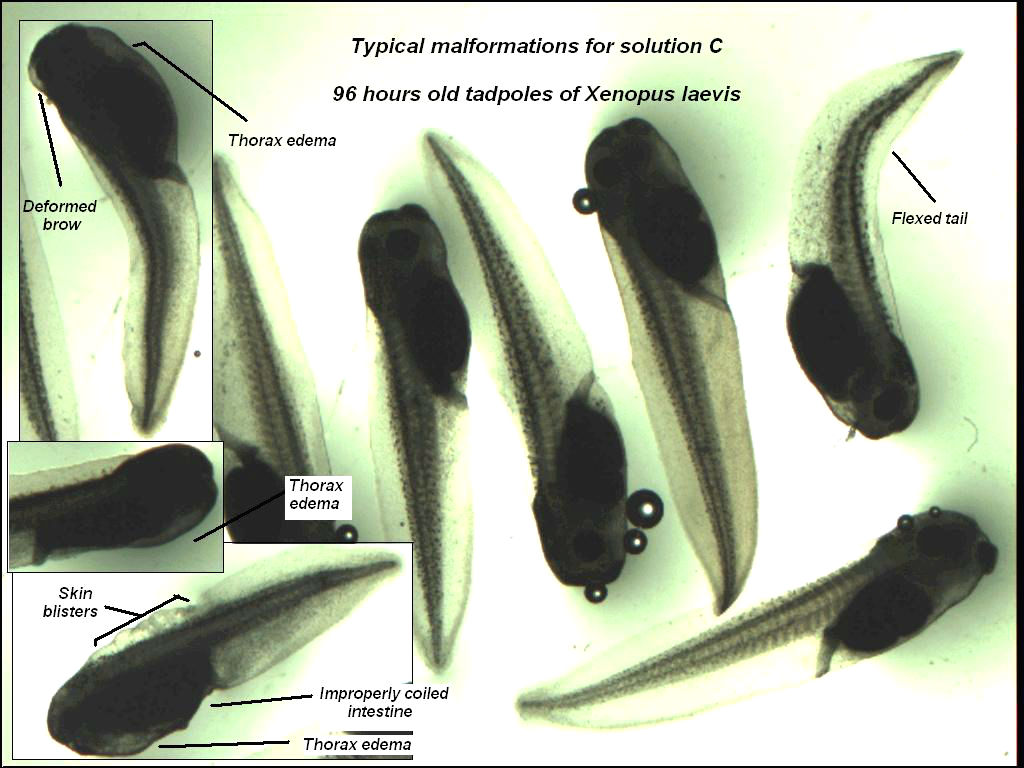 Typical malformations for solution C
96 hours old tadpoles of Xenopus laevis
Thorax edema
Deformed
brow
Flexed tail
Thorax
edema
Skin
blisters
Improperly coiled
intestine
Thorax edema